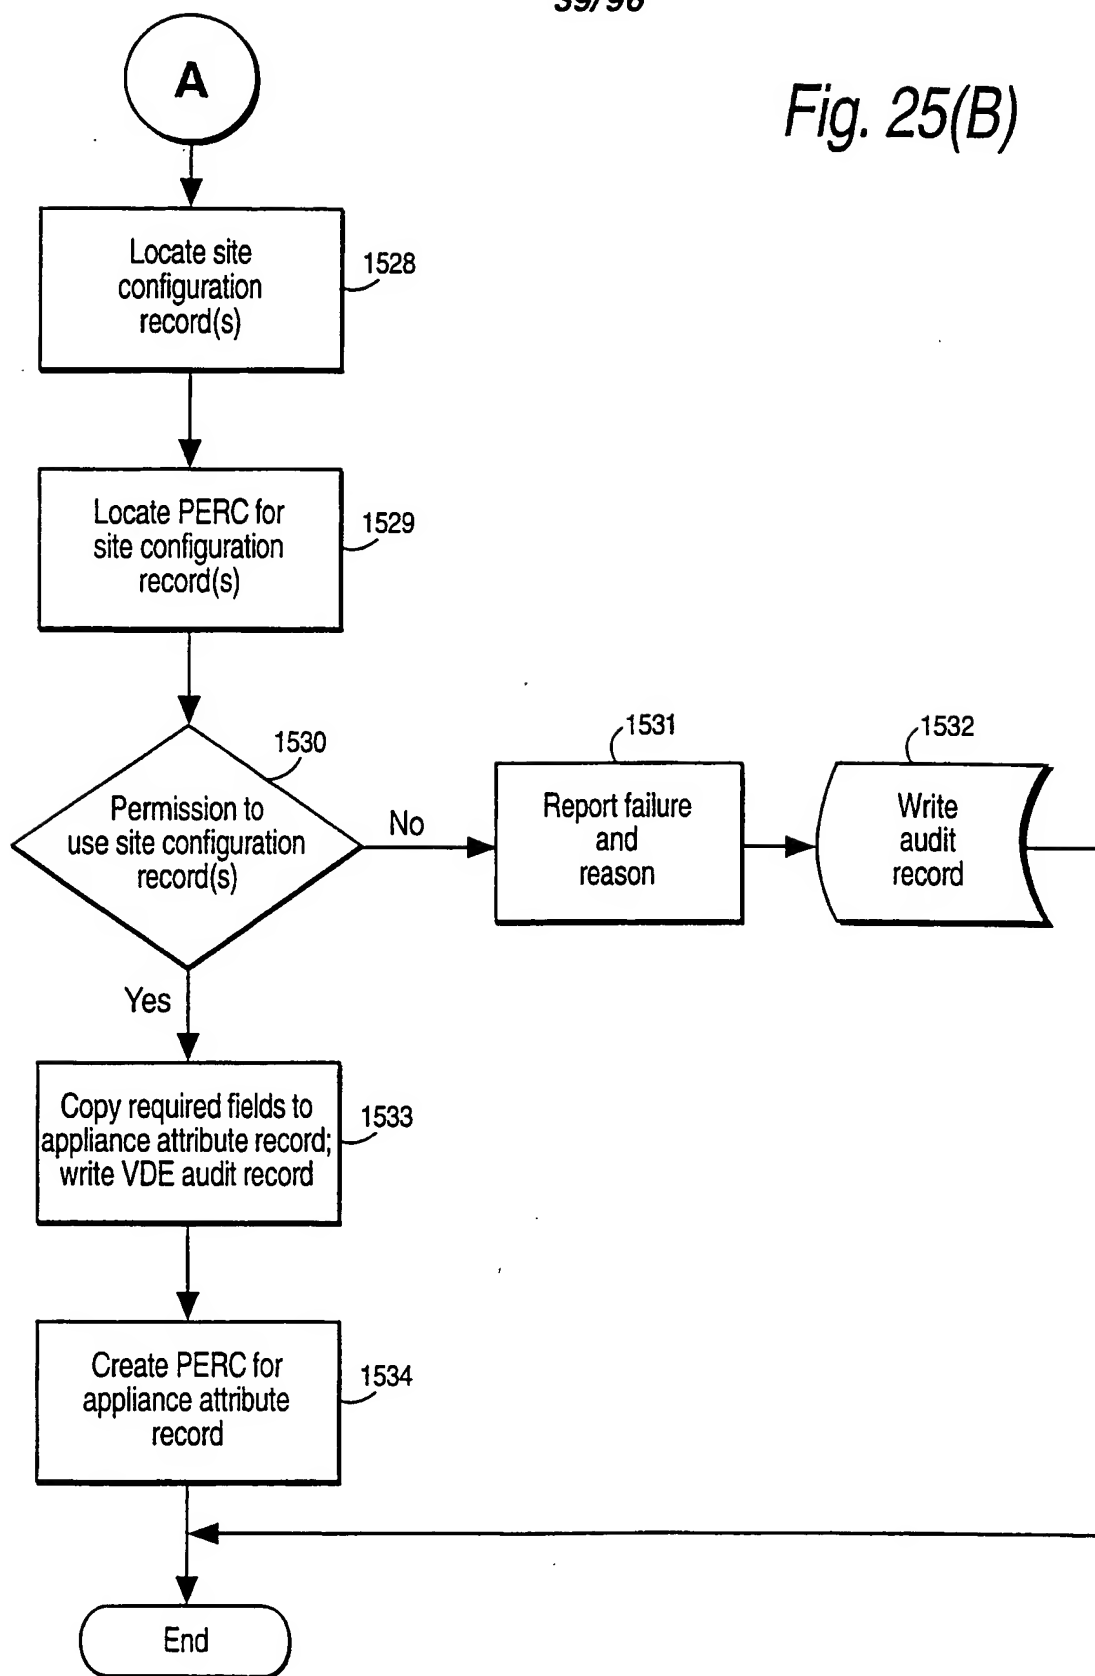 39/96
Fig. 25(B)
A
Locate site
configuration
record(s)
1528
Locate PERC for
site configuration
record(s)
1529
1530
Permission to
use site configuration
record(s)
No
1531
Report failure
and
reason
1532
Write
audit
record
Yes
Copy required fields to
appliance attribute record;
write VDE audit record
1533
Create PERC for
appliance attribute
record
1534
End